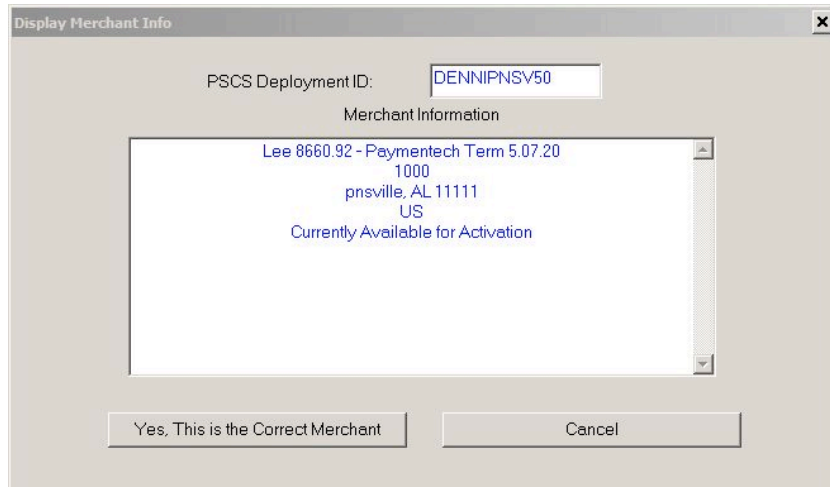 Display Merchant Info
PSCS Deployment ID: DENNIPNSV50
Merchant Information
Lee 8660.92 - Paymentech Term 5.07.20
1000
pnsville, AL 11111
US
Currently Available for Activation
Yes, This is the Correct Merchant Cancel